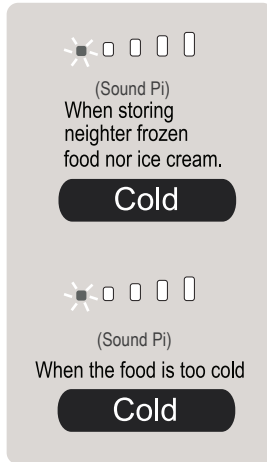 (Sound Pi)
When storing
neighter frozen
food nor ice cream.
Cold
(Sound Pi)
When the food is too cold
Cold